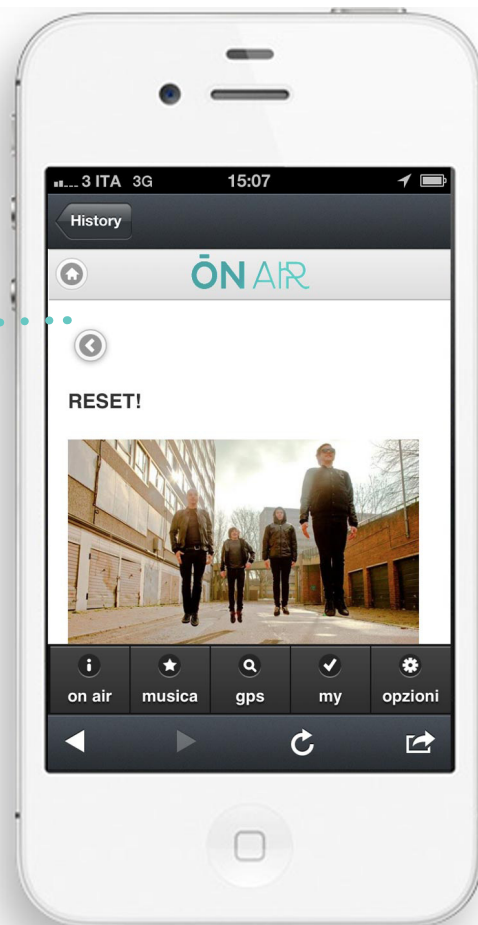 3 ITA 3G 15:07
History
ŌN AIR
RESET!
on air musica gps my opzioni